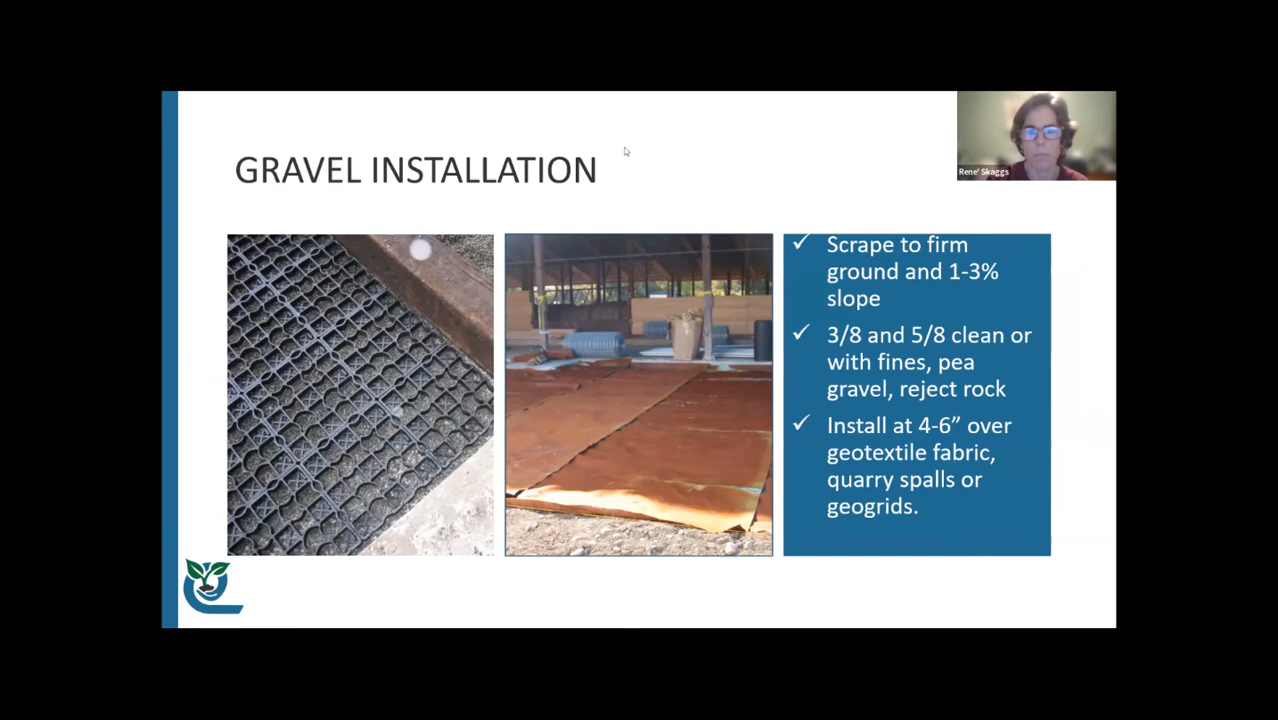 Rene' Skaggs
GRAVEL INSTALLATION
✓ Scrape to firm
ground and 1-3%
slope
✓ 3/8 and 5/8 clean or
with fines, pea
gravel, reject rock
✓ Install at 4-6” over
geotextile fabric,
quarry spalls or
geogrids.